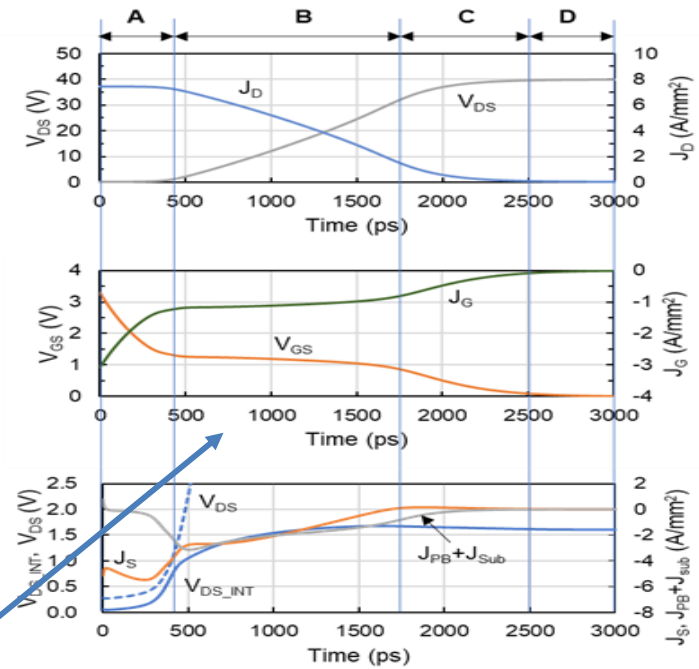 A B C D
50 40 30 20 10 0
V_DS (V)
J_D
V_DS
10 8 6 4 2 0
J_D (A/mm²)
0 500 1000 1500 2000 2500 3000
Time (ps)
4 3 2 1 0
V_GS (V)
J_G
V_GS
0 -1 -2 -3 -4
J_G (A/mm²)
0 500 1000 1500 2000 2500 3000
Time (ps)
2.5 2.0 1.5 1.0 0.5 0.0
V_DS_INT, V_DS (V)
V_DS
J_S
V_DS_INT
J_PB+J_Sub
2 0 -2 -4 -6 -8
J_S, J_PB+J_sub (A/mm²)
0 500 1000 1500 2000 2500 3000
Time (ps)